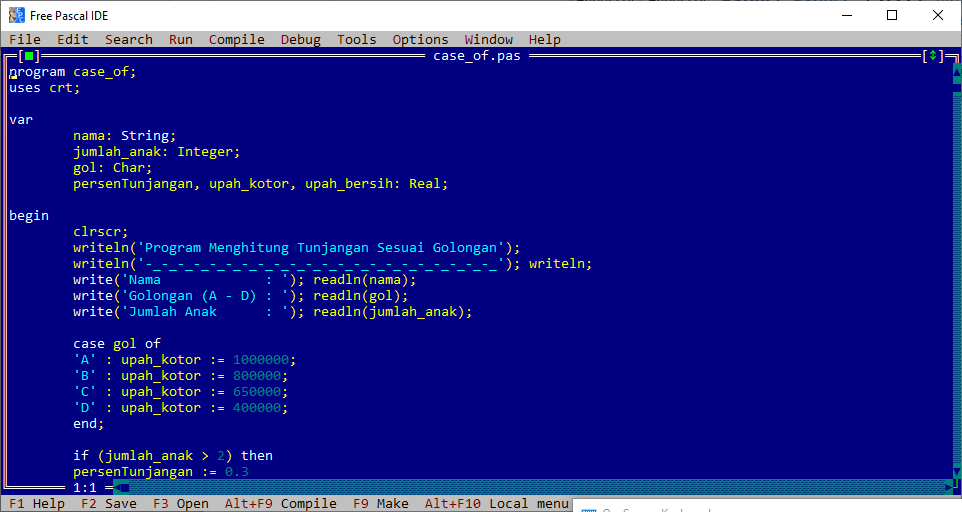 Free Pascal IDE
File Edit Search Run Compile Debug Tools Options Window Help
case_of.pas
program case_of;
uses crt;
var
nama: String;
jumlah_anak: Integer;
gol: Char;
persenTunjangan, upah_kotor, upah_bersih: Real;
begin
clrscr;
writeln('Program Menghitung Tunjangan Sesuai Golongan');
writeln('-_-_-_-_-_-_-_-_-_-_-_-_-_-_-_-_-_-_-_-_-_-_'); writeln;
write('Nama             : '); readln(nama);
write('Golongan (A - D) : '); readln(gol);
write('Jumlah Anak      : '); readln(jumlah_anak);
case gol of
'A' : upah_kotor := 1000000;
'B' : upah_kotor := 800000;
'C' : upah_kotor := 650000;
'D' : upah_kotor := 400000;
end;
if (jumlah_anak > 2) then
persenTunjangan := 0.3
1:1
F1 Help F2 Save F3 Open Alt+F9 Compile F9 Make Alt+F10 Local menu